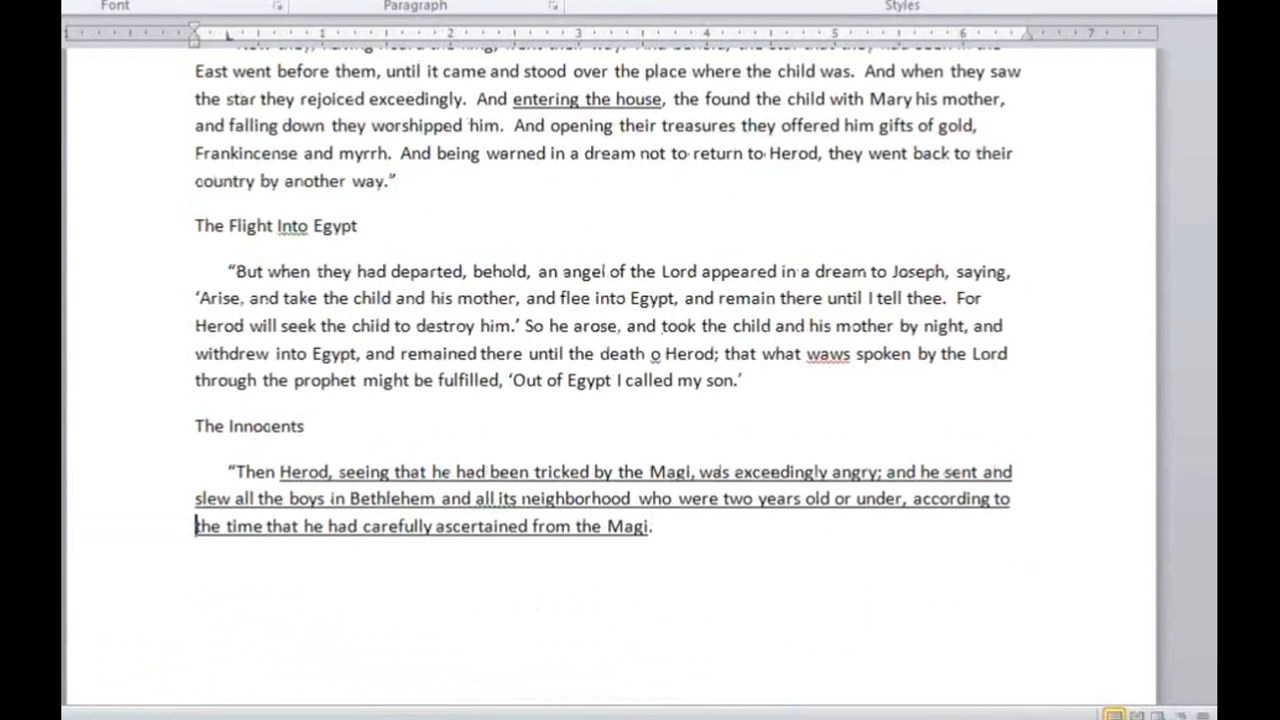 Font Paragraph Styles
1 2 3 4 5 6 7
East went before them, until it came and stood over the place where the child was. And when they saw
the star they rejoiced exceedingly. And entering the house, the found the child with Mary his mother,
and falling down they worshipped him. And opening their treasures they offered him gifts of gold,
Frankincense and myrrh. And being warned in a dream not to return to Herod, they went back to their
country by another way.”
The Flight Into Egypt
“But when they had departed, behold, an angel of the Lord appeared in a dream to Joseph, saying,
‘Arise, and take the child and his mother, and flee into Egypt, and remain there until I tell thee. For
Herod will seek the child to destroy him.’ So he arose, and took the child and his mother by night, and
withdrew into Egypt, and remained there until the death o Herod; that what waws spoken by the Lord
through the prophet might be fulfilled, ‘Out of Egypt I called my son.’
The Innocents
“Then Herod, seeing that he had been tricked by the Magi, was exceedingly angry; and he sent and
slew all the boys in Bethlehem and all its neighborhood who were two years old or under, according to
the time that he had carefully ascertained from the Magi.